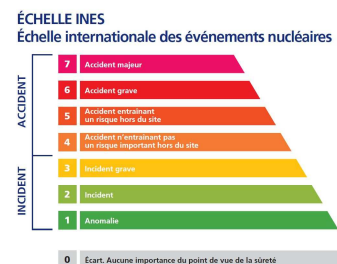 ÉCHELLE INES
Échelle internationale des événements nucléaires
ACCIDENT
7 Accident majeur
6 Accident grave
5 Accident entraînant
un risque hors du site
4 Accident n'entraînant pas
un risque important hors du site
INCIDENT
3 Incident grave
2 Incident
1 Anomalie
0 Écart. Aucune importance du point de vue de la sûreté